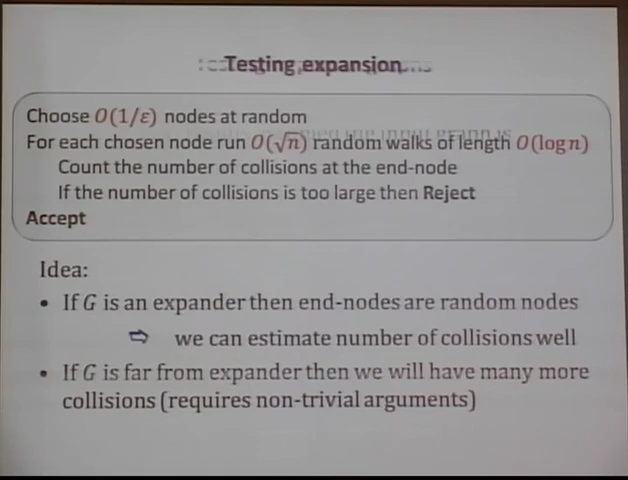 Testing expansion
Choose O(1/ε) nodes at random
For each chosen node run O(√n) random walks of length O(log n)
Count the number of collisions at the end-node
If the number of collisions is too large then Reject
Accept
Idea:
• If G is an expander then end-nodes are random nodes
⇨ we can estimate number of collisions well
• If G is far from expander then we will have many more
collisions (requires non-trivial arguments)